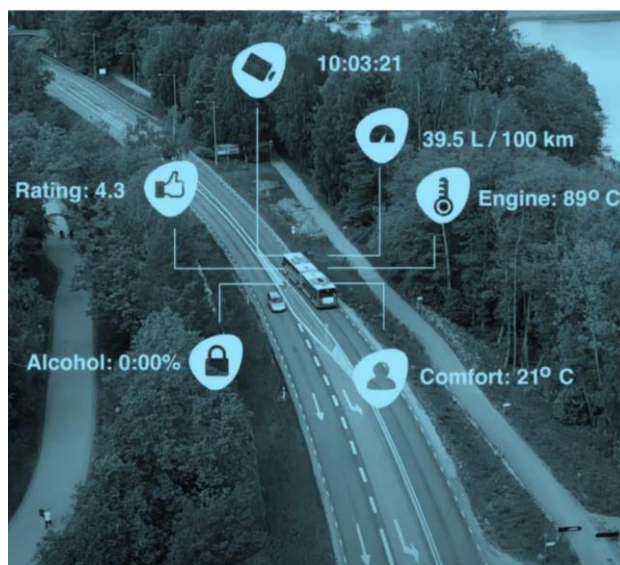 10:03:21
39.5 L / 100 km
Rating: 4.3
Engine: 89º C
Alcohol: 0:00%
Comfort: 21º C